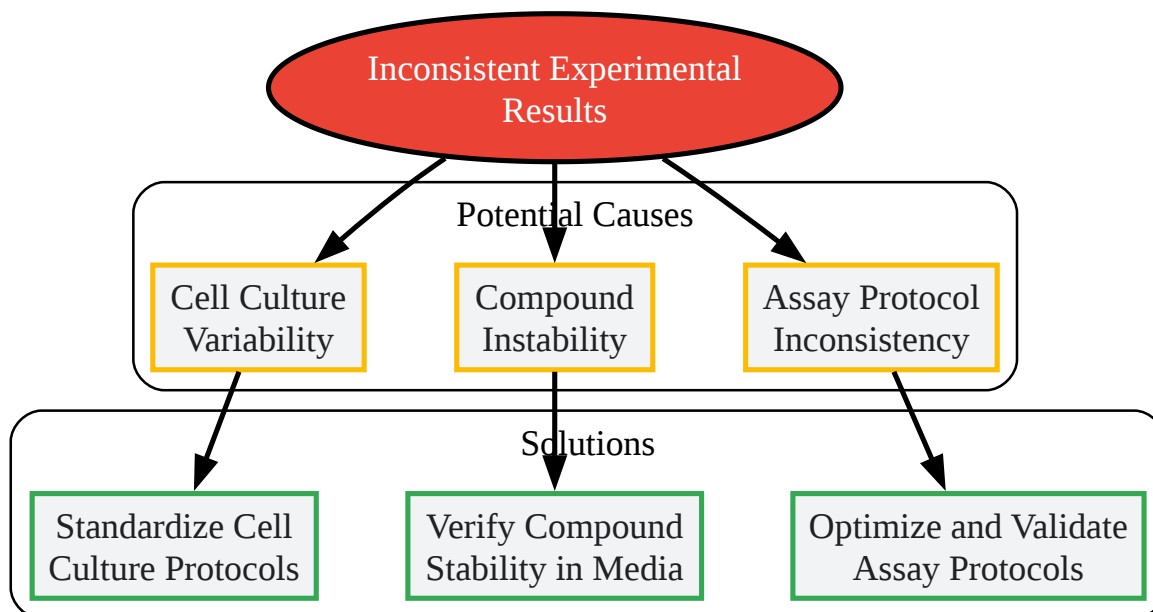 Inconsistent Experimental
Results
Potential Causes
Cell Culture
Variability
Compound
Instability
Assay Protocol
Inconsistency
Solutions
Standardize Cell
Culture Protocols
Verify Compound
Stability in Media
Optimize and Validate
Assay Protocols